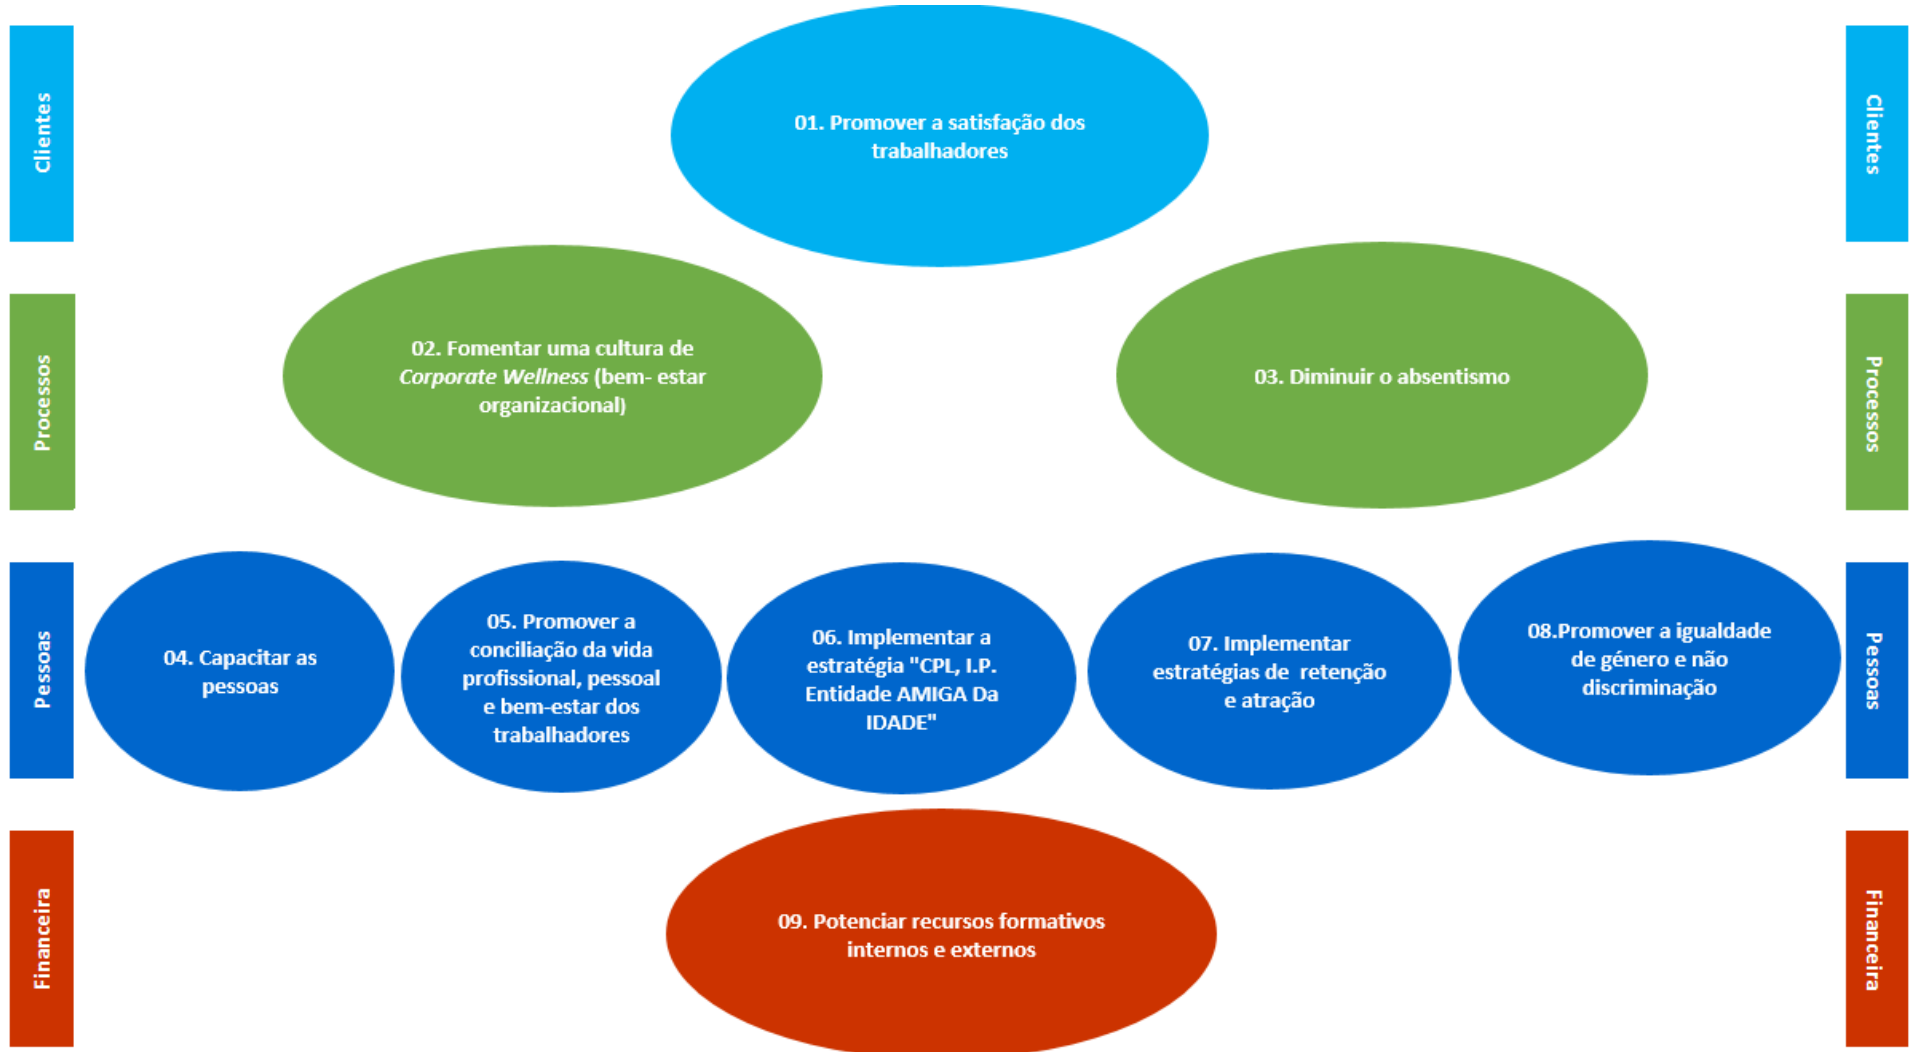 Clientes
01. Promover a satisfação dos
trabalhadores
Clientes
Processos
02. Fomentar uma cultura de
Corporate Wellness (bem- estar
organizacional)
03. Diminuir o absentismo
Processos
Pessoas
04. Capacitar as
pessoas
05. Promover a
conciliação da vida
profissional, pessoal
e bem-estar dos
trabalhadores
06. Implementar a
estratégia "CPL, I.P.
Entidade AMIGA Da
IDADE"
07. Implementar
estratégias de  retenção
e atração
08.Promover a igualdade
de género e não
discriminação
Pessoas
Financeira
09. Potenciar recursos formativos
internos e externos
Financeira